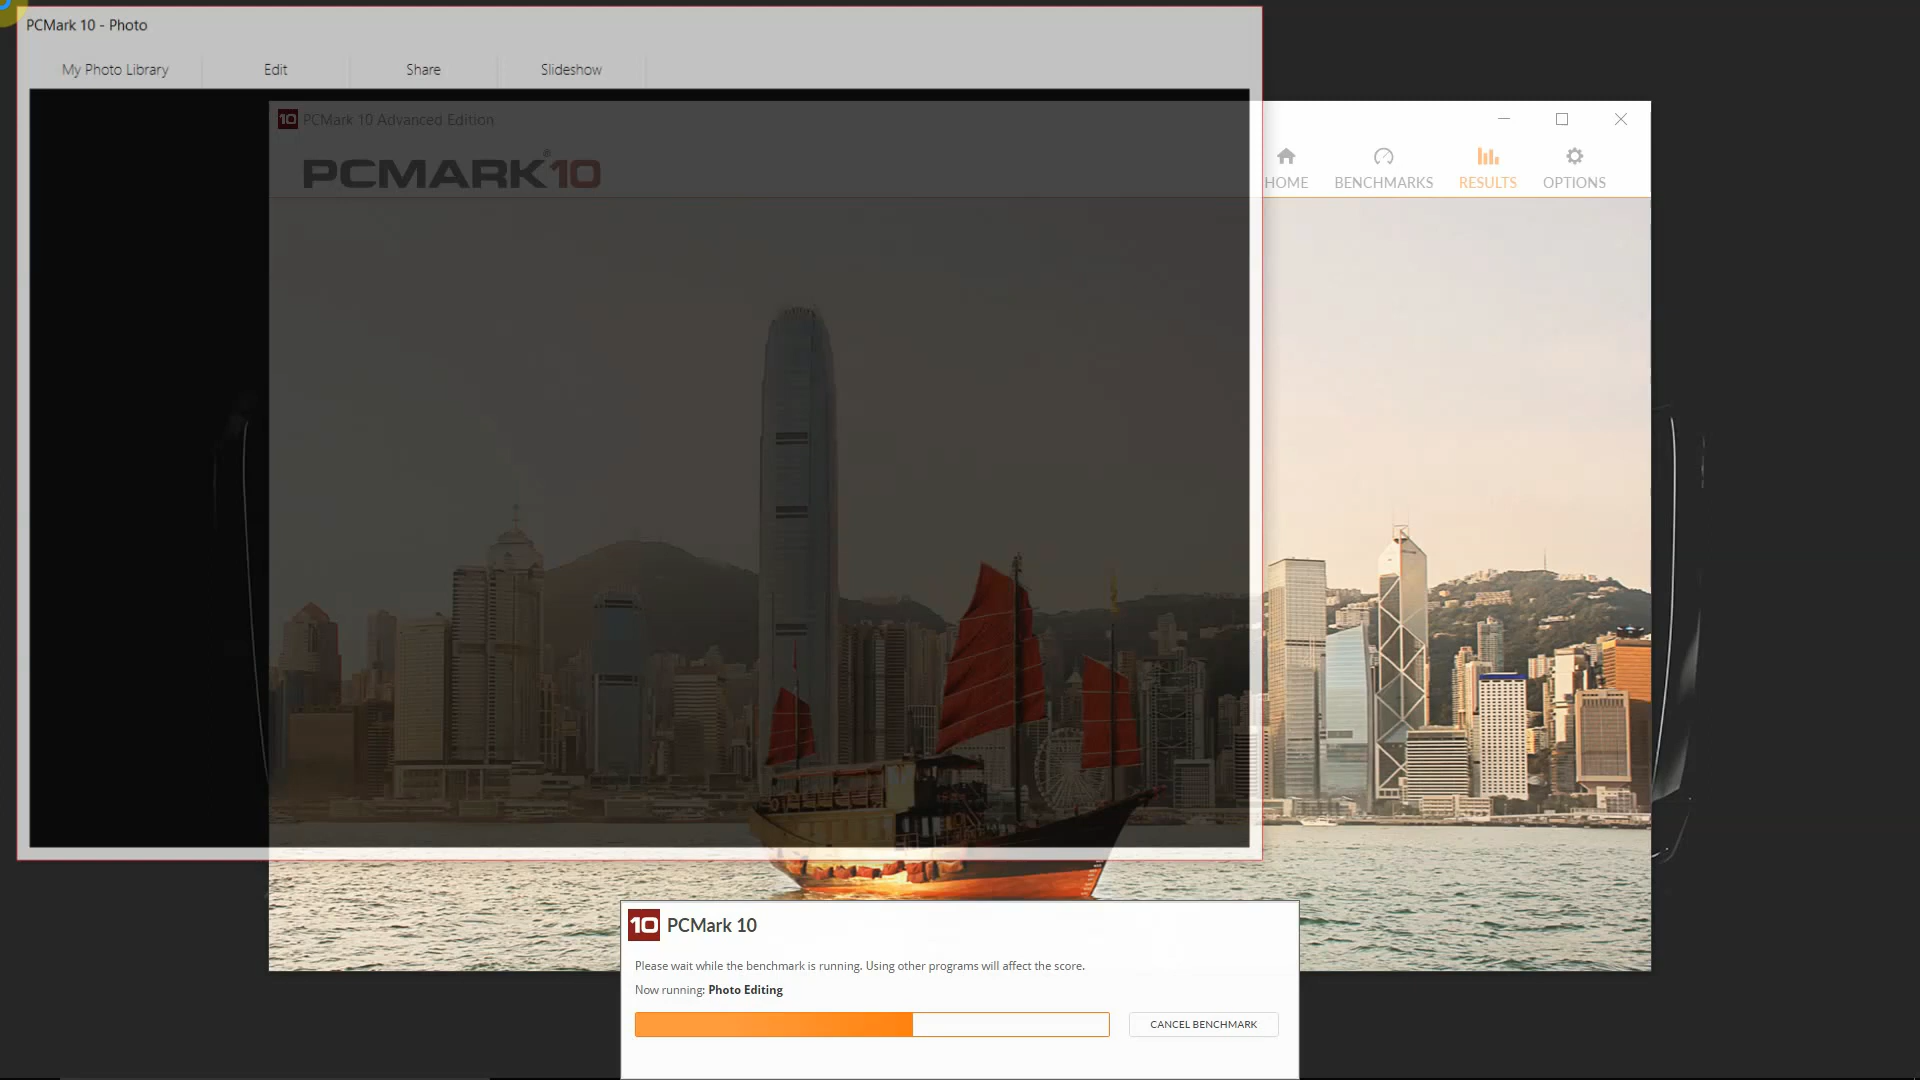 PCMark 10 - Photo
My Photo Library Edit Share Slideshow
10 PCMark 10 Advanced Edition
PCMARK®10
HOME BENCHMARKS RESULTS OPTIONS
10 PCMark 10
Please wait while the benchmark is running. Using other programs will affect the score.
Now running: Photo Editing
CANCEL BENCHMARK